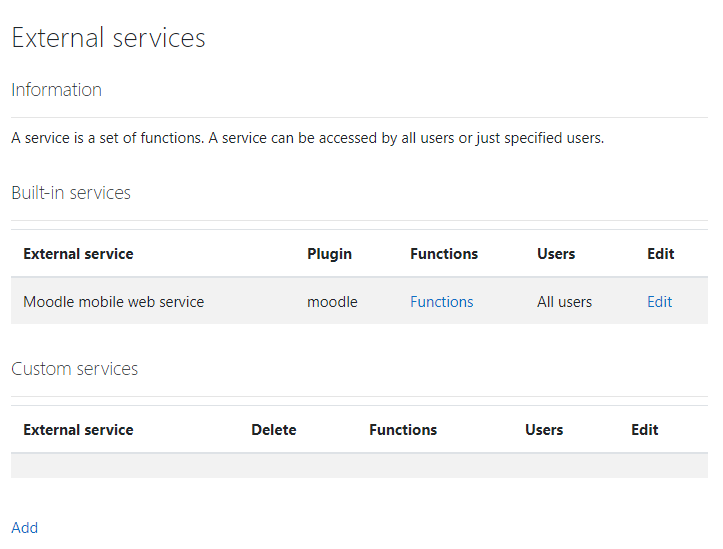 External services
Information
A service is a set of functions. A service can be accessed by all users or just specified users.
Built-in services
External service Plugin Functions Users Edit
Moodle mobile web service moodle Functions All users Edit
Custom services
External service Delete Functions Users Edit
Add